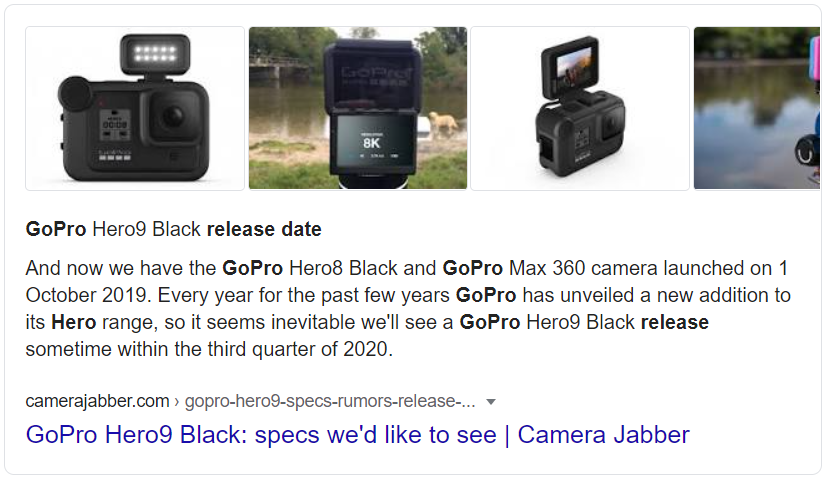 00:08
GoPro
GoPro
RESOLUTION
8K
GoPro Hero9 Black release date
And now we have the GoPro Hero8 Black and GoPro Max 360 camera launched on 1
October 2019. Every year for the past few years GoPro has unveiled a new addition to
its Hero range, so it seems inevitable we'll see a GoPro Hero9 Black release
sometime within the third quarter of 2020.
camerajabber.com › gopro-hero9-specs-rumors-release-...
GoPro Hero9 Black: specs we'd like to see | Camera Jabber